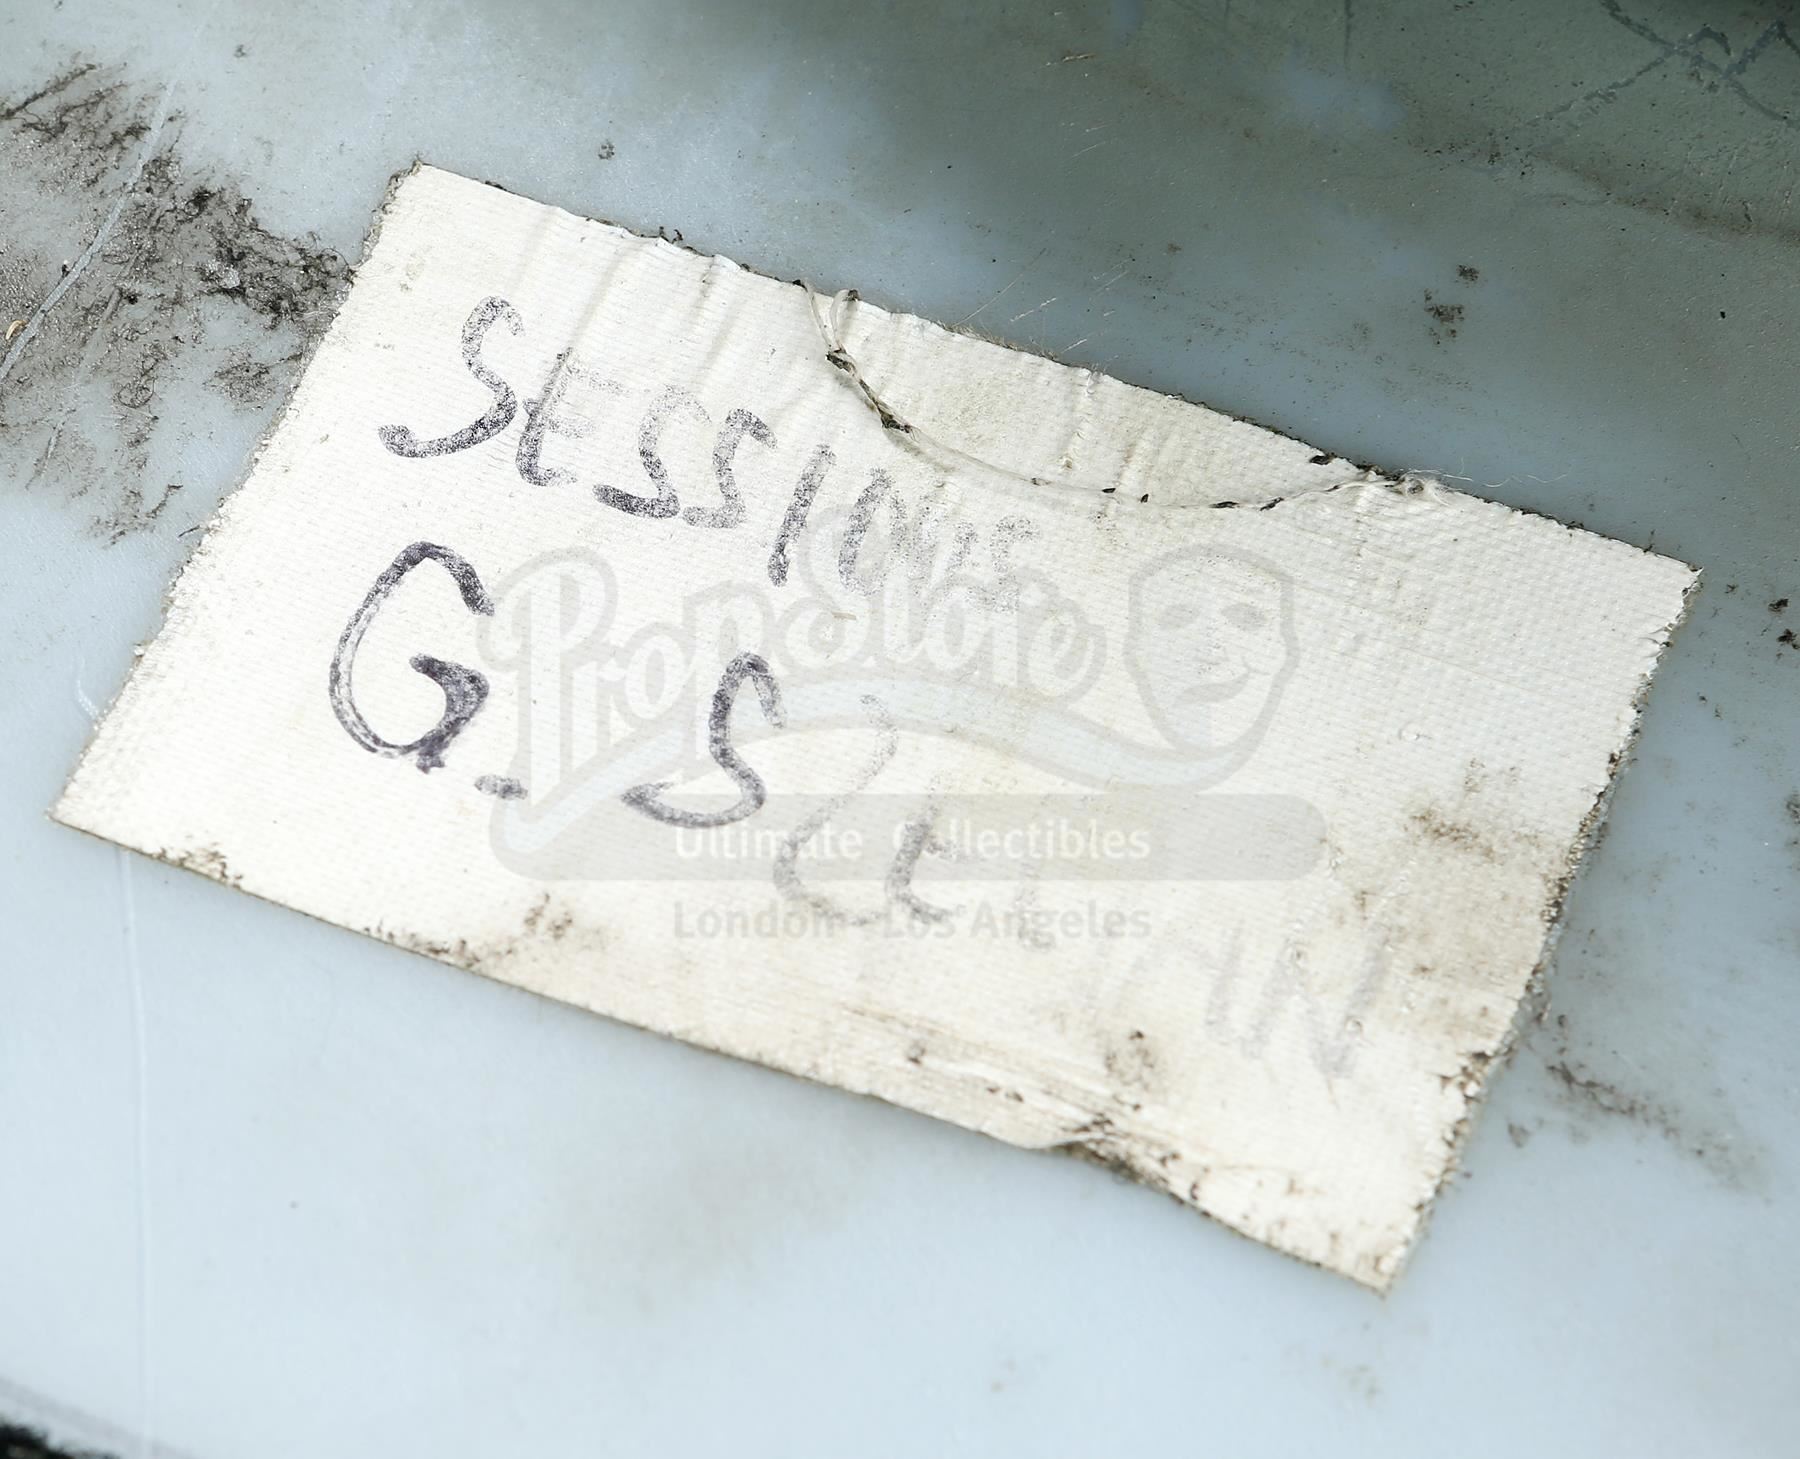 SESSIONS
G. S
PropStore
Ultimate Collectibles
London - Los Angeles